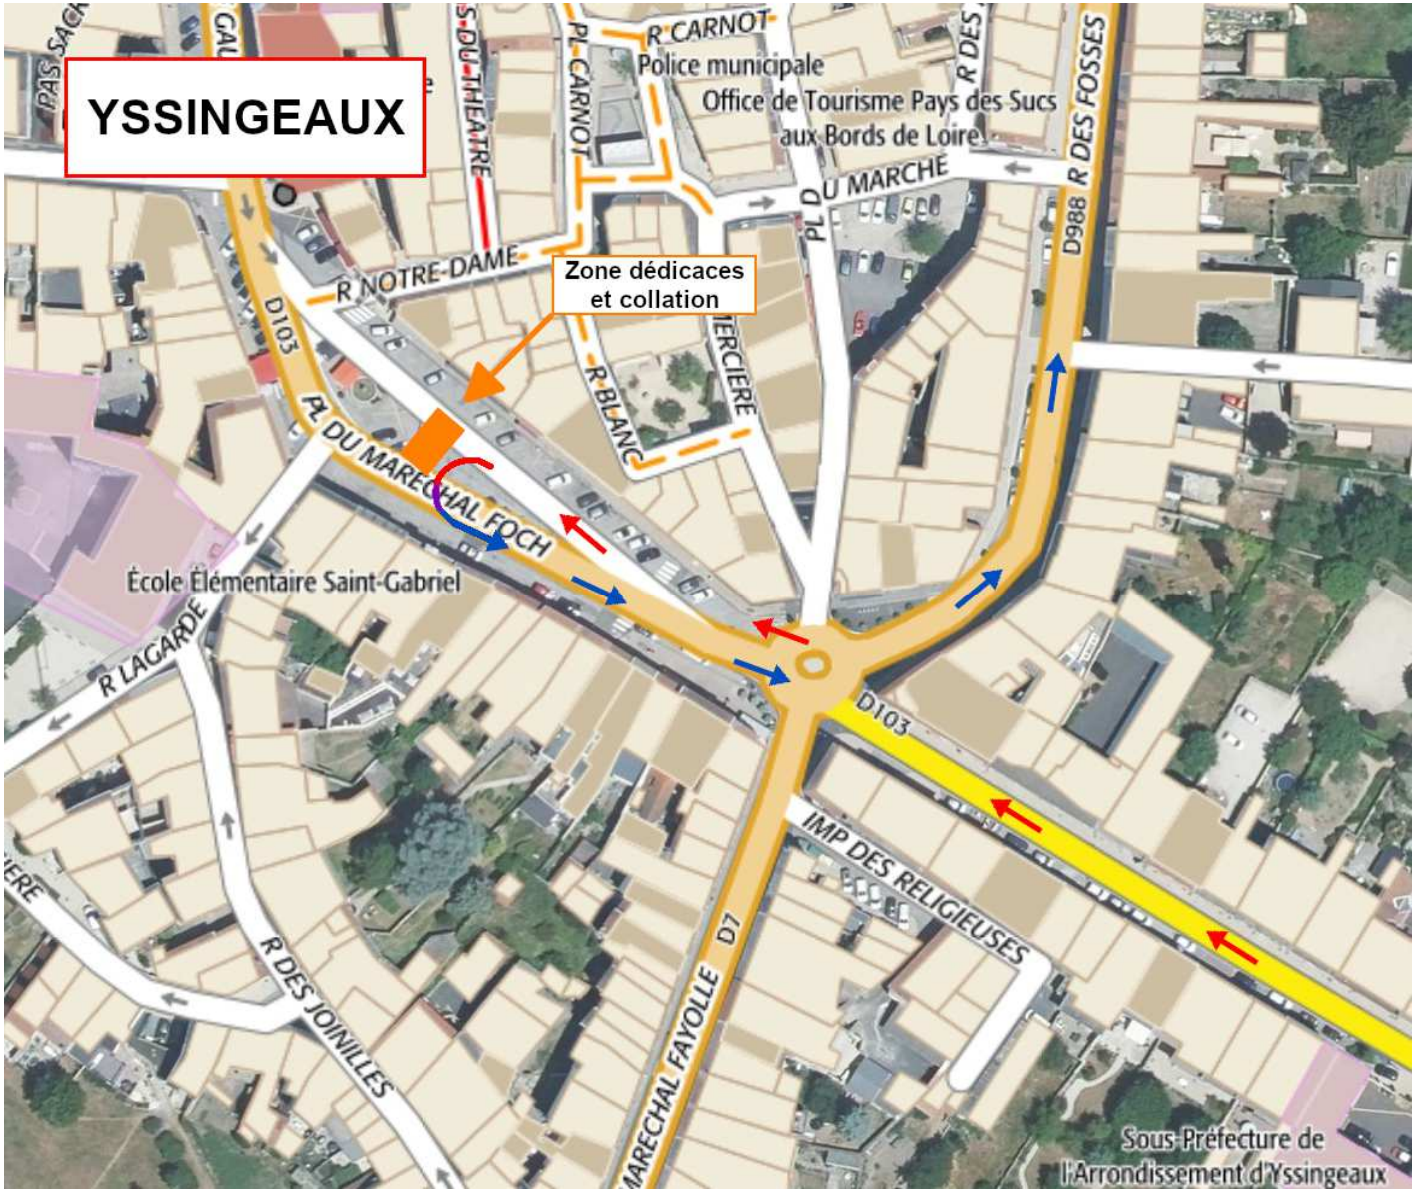 PAS SACR
GAL
S DU THEATRE
PL CARNOT
R CARNOT
R DES
R DES FOSSES
D988
YSSINGEAUX
e
Police municipale
Office de Tourisme Pays des Sucs
aux Bords de Loire
PL DU MARCHE
R NOTRE-DAME
Zone dédicaces
et collation
D103
MERCIERE
R BLANC
PL DU MARECHAL FOCH
École Élémentaire Saint-Gabriel
R LAGARDE
D103
IMP DES RELIGIEUSES
IERE
R DES JOINILLES
D7
MARECHAL FAYOLLE
Sous-Préfecture de
l'Arrondissement d'Yssingeaux